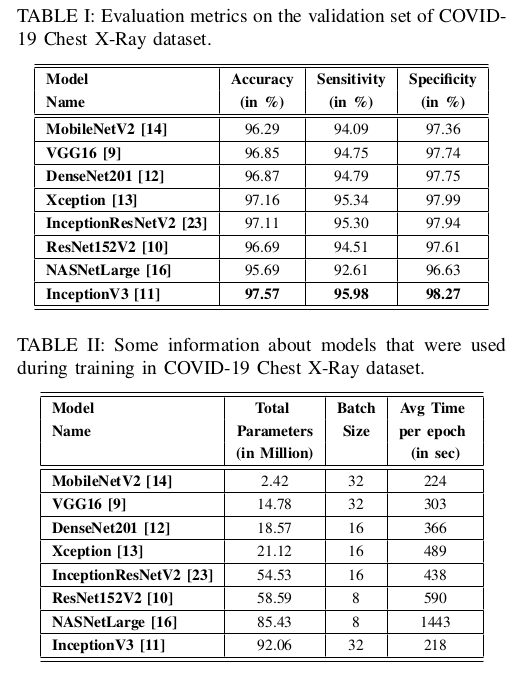 TABLE I: Evaluation metrics on the validation set of COVID-
19 Chest X-Ray dataset.
Model Name Accuracy (in %) Sensitivity (in %) Specificity (in %)
MobileNetV2 [14] 96.29 94.09 97.36
VGG16 [9] 96.85 94.75 97.74
DenseNet201 [12] 96.87 94.79 97.75
Xception [13] 97.16 95.34 97.99
InceptionResNetV2 [23] 97.11 95.30 97.94
ResNet152V2 [10] 96.69 94.51 97.61
NASNetLarge [16] 95.69 92.61 96.63
InceptionV3 [11] 97.57 95.98 98.27
TABLE II: Some information about models that were used
during training in COVID-19 Chest X-Ray dataset.
Model Name Total Parameters (in Million) Batch Size Avg Time per epoch (in sec)
MobileNetV2 [14] 2.42 32 224
VGG16 [9] 14.78 32 303
DenseNet201 [12] 18.57 16 366
Xception [13] 21.12 16 489
InceptionResNetV2 [23] 54.53 16 438
ResNet152V2 [10] 58.59 8 590
NASNetLarge [16] 85.43 8 1443
InceptionV3 [11] 92.06 32 218